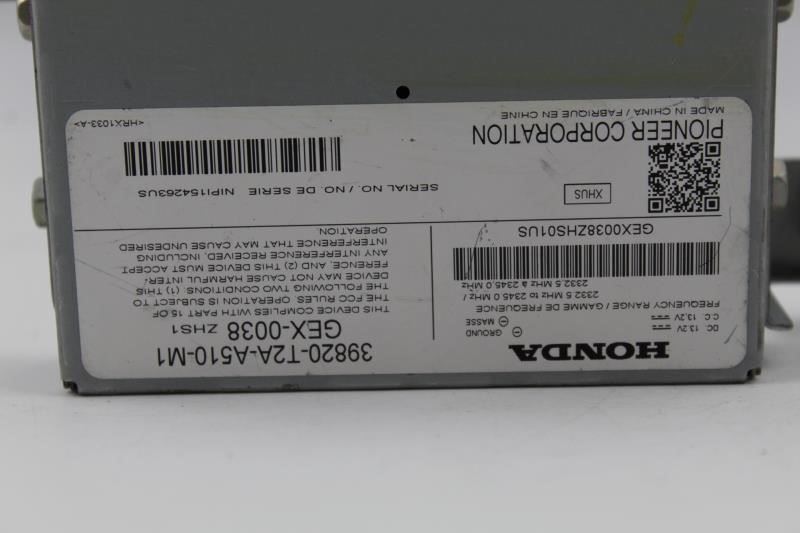 HONDA
DC: 13.2V
C.C. 13,2V
GROUND
MASSE
FREQUENCY RANGE / GAMME DE FREQUENCE
2332.5 MHz to 2345.0 MHz /
2332,5 MHz à 2345,0 MHz
GEX0038ZHS01US
39820-T2A-A510-M1
GEX-0038 ZHS1
THIS DEVICE COMPLIES WITH PART 15 OF
THE FCC RULES. OPERATION IS SUBJECT TO
THE FOLLOWING TWO CONDITIONS. (1) THIS
DEVICE MAY NOT CAUSE HARMFUL INTER-
FERENCE, AND (2) THIS DEVICE MUST ACCEPT
ANY INTERFERENCE RECEIVED, INCLUDING
INTERFERENCE THAT MAY CAUSE UNDESIRED
OPERATION.
XHUS
SERIAL NO. / NO. DE SERIE NIPI154263US
PIONEER CORPORATION
MADE IN CHINA / FABRIQUE EN CHINE
<HRX1033-A>